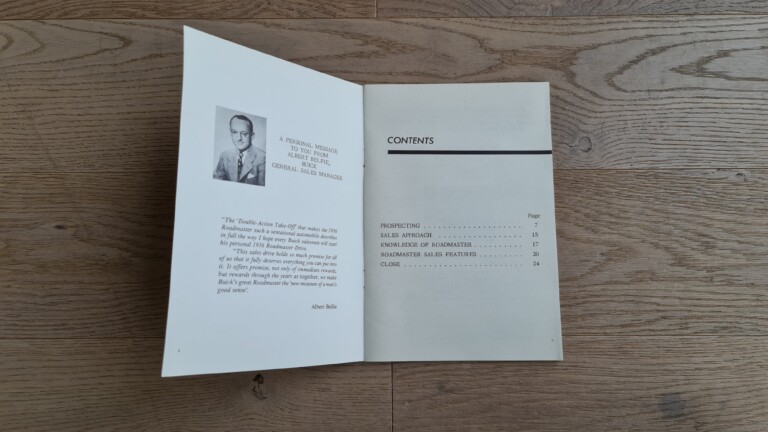 A PERSONAL MESSAGE
TO YOU FROM
ALBERT BELFIE,
BUICK
GENERAL SALES MANAGER
"The 'Double-Action Take-Off' that makes the 1956
Roadmaster such a sensational automobile describes
in full the way I hope every Buick salesman will start
his personal 1956 Roadmaster Drive.
"This sales drive holds so much promise for all
of us that it fully deserves everything you can put into
it. It offers promise, not only of immediate rewards,
but rewards through the years as together, we make
Buick's great Roadmaster the 'new measure of a man's
good sense'.
Albert Belfie
CONTENTS
Page
PROSPECTING . . . . . . . . . . . . . . . . . . . . 7
SALES APPROACH . . . . . . . . . . . . . . . . . 15
KNOWLEDGE OF ROADMASTER . . . . . . . . . . 17
ROADMASTER SALES FEATURES . . . . . . . . . 20
CLOSE . . . . . . . . . . . . . . . . . . . . . . . . . 24